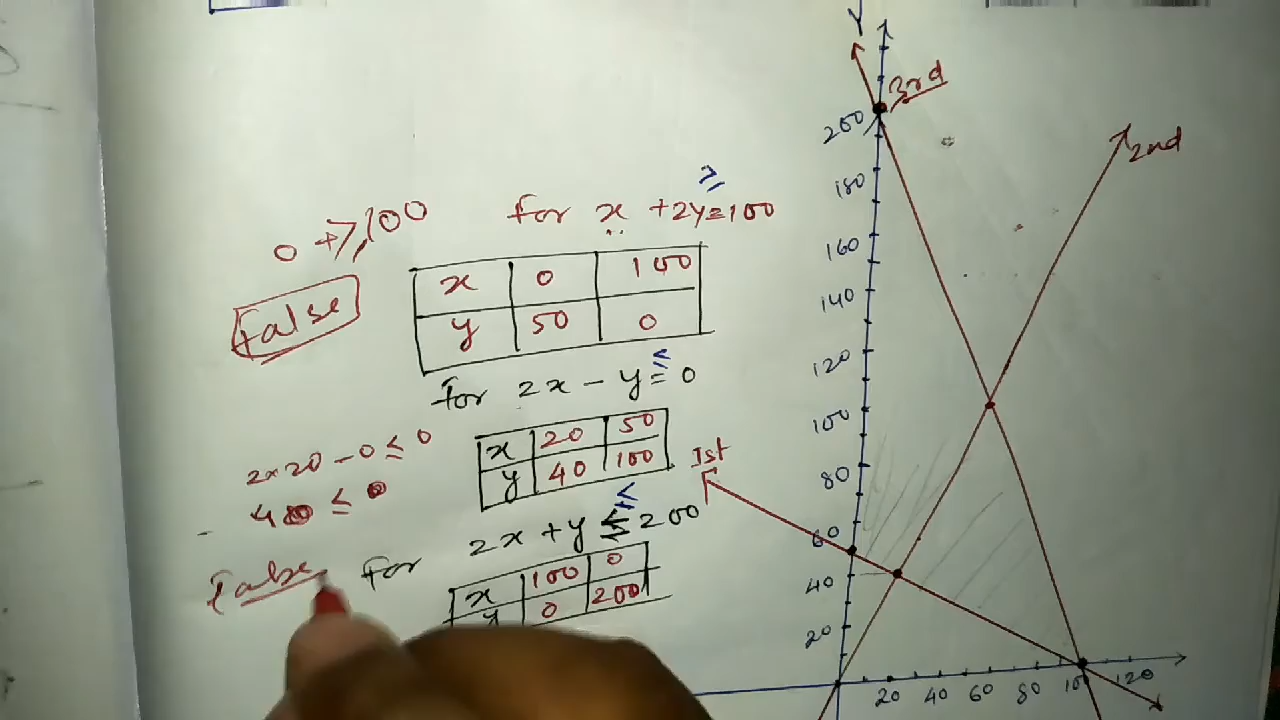 for x + 2y ≥ = 100
0 ≥ 100
False
x 0 100
y 50 0
for 2x - y ≤ = 0
2×20 - 0 ≤ 0
40 ≤ 0
False
x 20 50
y 40 100
for 2x + y ≤ 200
x 100 0
y 0 200
Y
3rd
2nd
1st
200
180
160
140
120
100
80
60
40
20
20 40 60 80 100 120